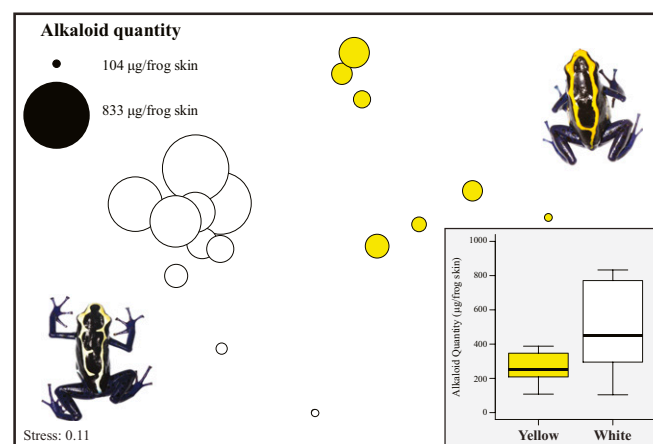 Alkaloid quantity
104 µg/frog skin
833 µg/frog skin
Alkaloid Quantity (µg/frog skin)
1000
800
600
400
200
0
Yellow White
Stress: 0.11